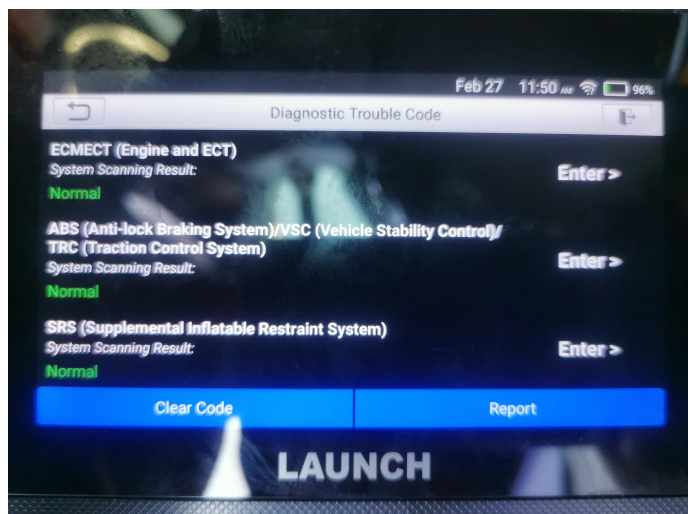 Feb 27 11:50 AM 96%
Diagnostic Trouble Code
ECMECT (Engine and ECT)
System Scanning Result:
Enter >
Normal
ABS (Anti-lock Braking System)/VSC (Vehicle Stability Control)/
TRC (Traction Control System)
System Scanning Result:
Enter >
Normal
SRS (Supplemental Inflatable Restraint System)
System Scanning Result:
Enter >
Normal
Clear Code
Report
LAUNCH